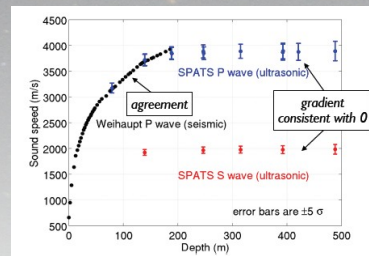 4500
4000
3500
3000
2500
2000
1500
1000
500
Sound speed (m/s)
SPATS P wave (ultrasonic)
agreement
Weihaupt P wave (seismic)
gradient
consistent with 0
SPATS S wave (ultrasonic)
error bars are ±5 σ
0 100 200 300 400 500
Depth (m)